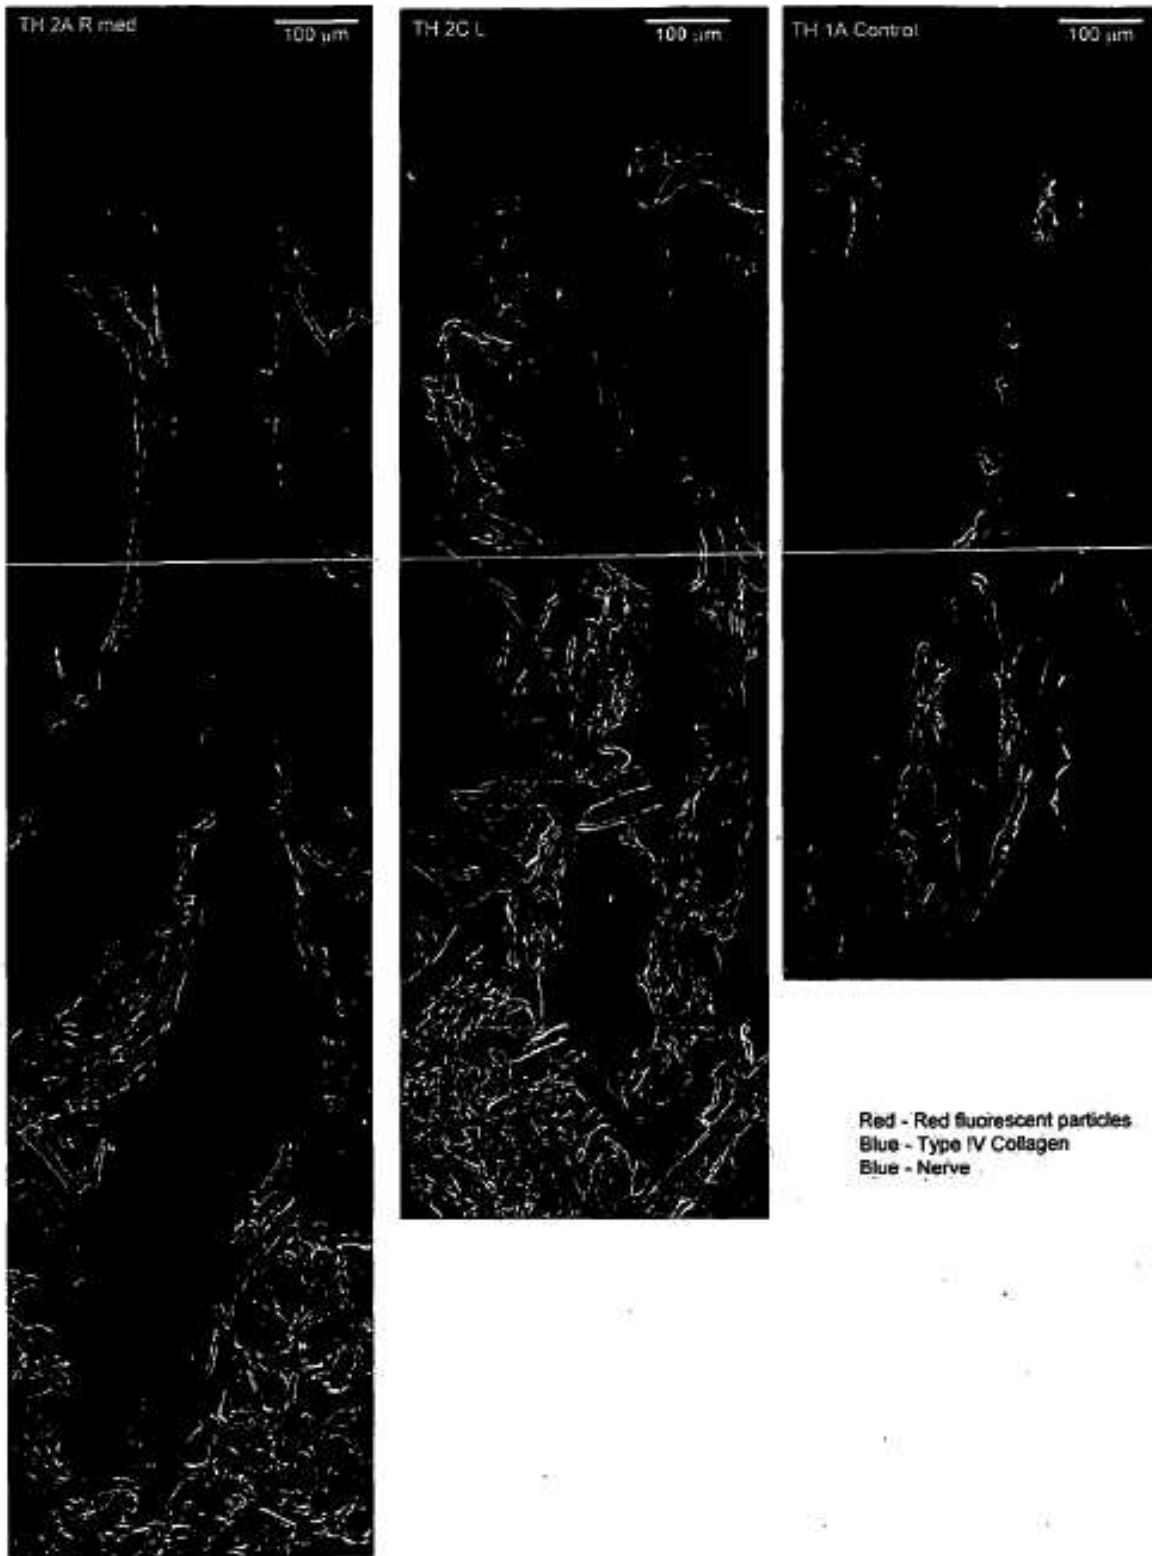 TH 2A R med
100 µm
TH 2C L
100 µm
TH 1A Control
100 µm
Red - Red fluorescent particles
Blue - Type IV Collagen
Blue - Nerve